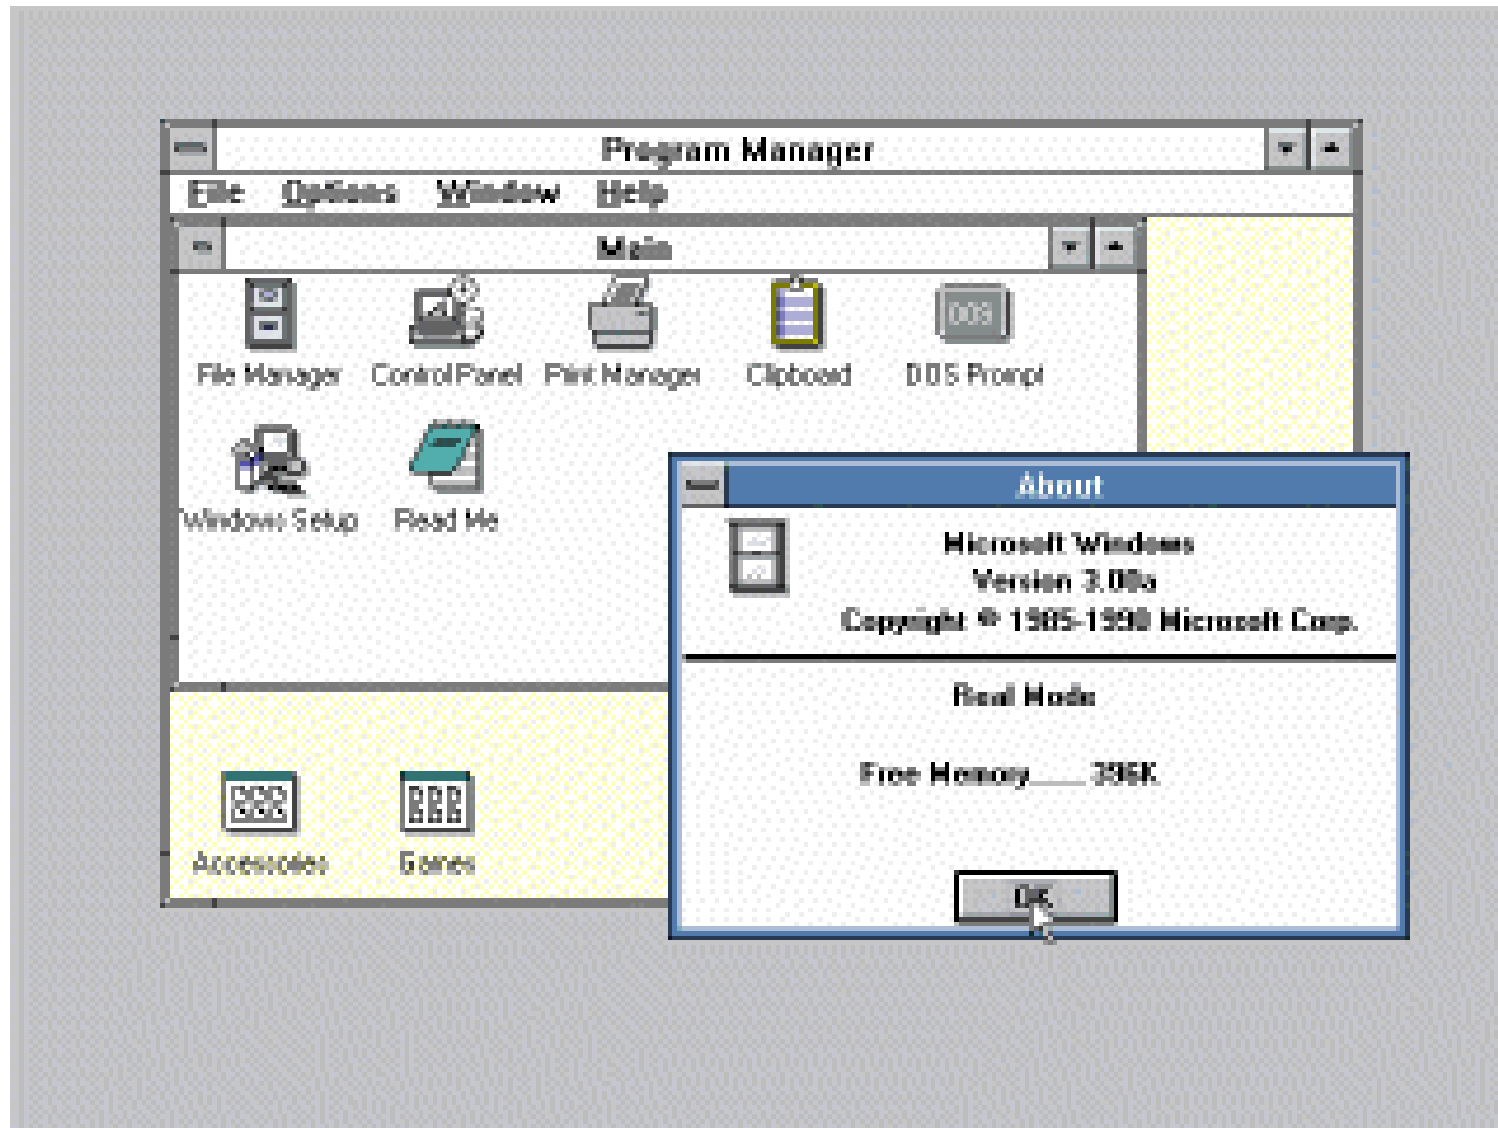 Program Manager
File Options Window Help
Main
File Manager Control Panel Print Manager Clipboard DOS Prompt
Windows Setup Read Me
About
Microsoft Windows
Version 3.00a
Copyright © 1985-1990 Microsoft Corp.
Real Mode
Free Memory 396K
Accessories Games
OK